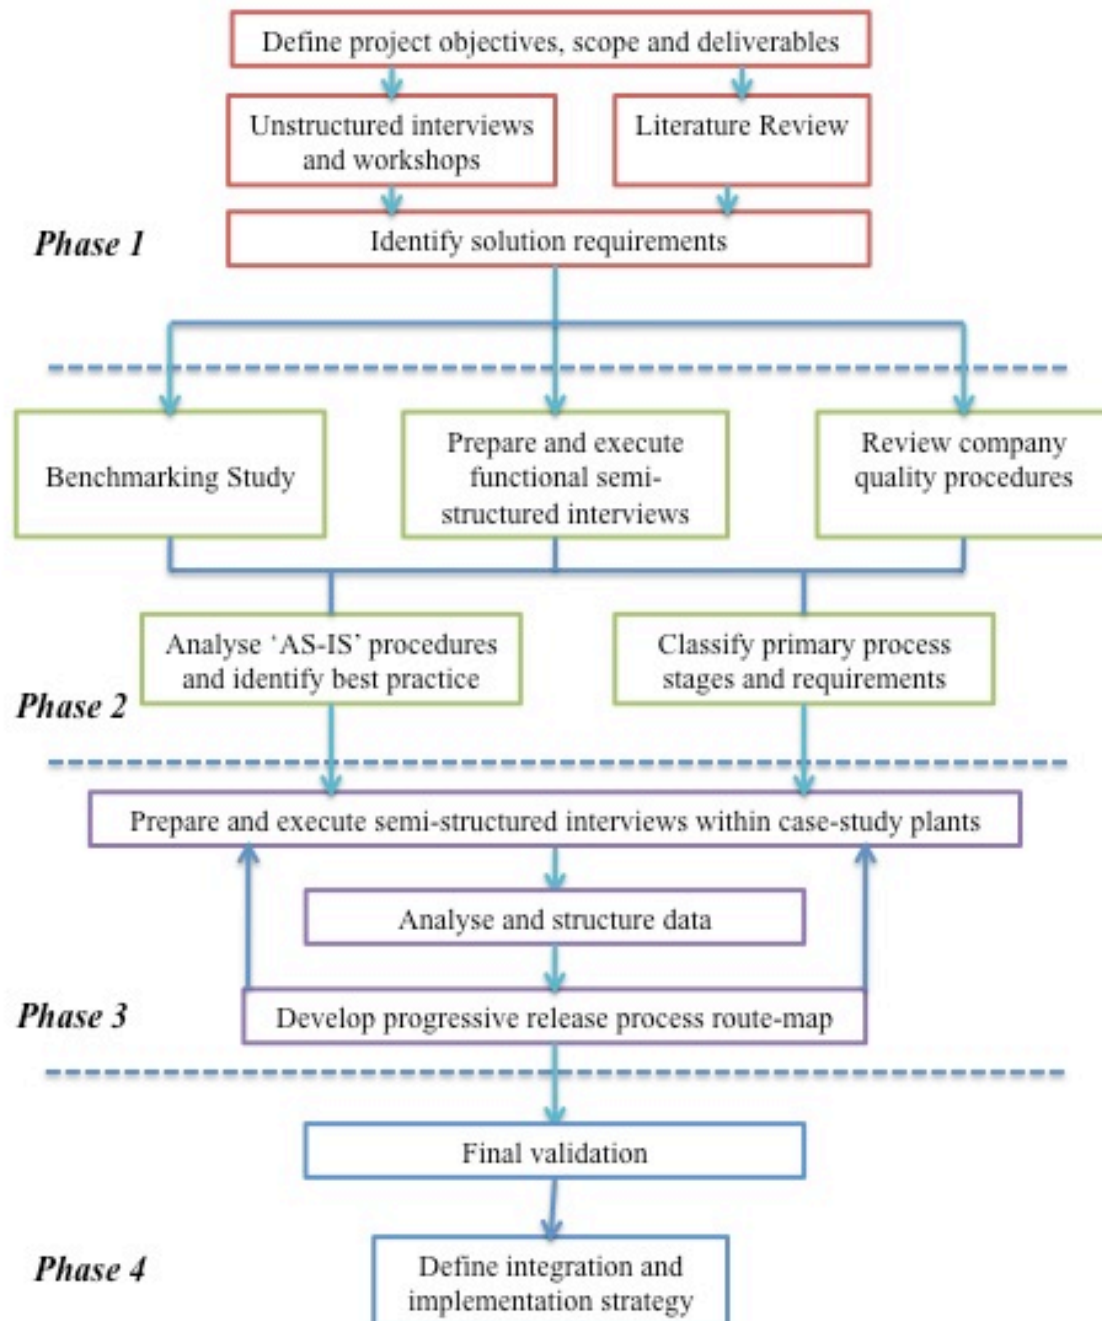 Define project objectives, scope and deliverables
Unstructured interviews
and workshops
Literature Review
Phase 1
Identify solution requirements
Benchmarking Study
Prepare and execute
functional semi-
structured interviews
Review company
quality procedures
Analyse ‘AS-IS’ procedures
and identify best practice
Classify primary process
stages and requirements
Phase 2
Prepare and execute semi-structured interviews within case-study plants
Analyse and structure data
Phase 3
Develop progressive release process route-map
Final validation
Phase 4
Define integration and
implementation strategy